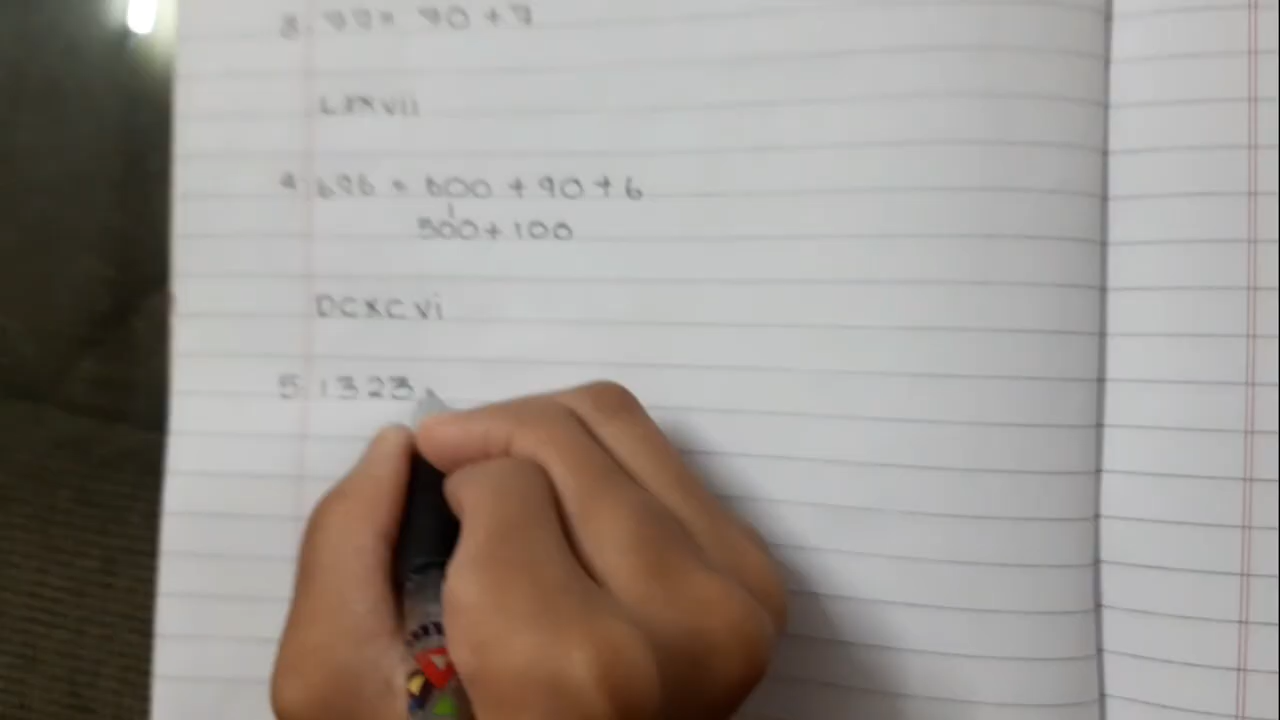 3. 77 = 70 + 7
LXXVii
4. 696 = 600 + 90 + 6
500 + 100
DCXCVi
5. 1323